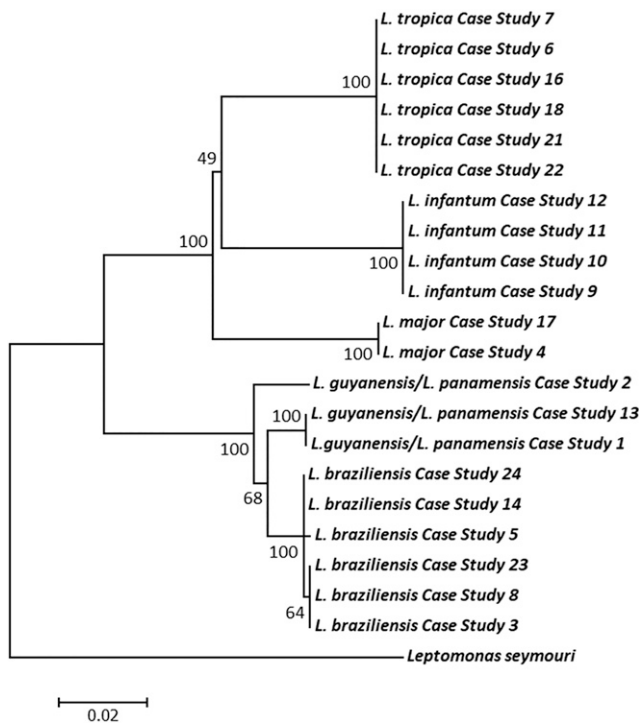 L. tropica Case Study 7
L. tropica Case Study 6
L. tropica Case Study 16
100
L. tropica Case Study 18
L. tropica Case Study 21
49
L. tropica Case Study 22
L. infantum Case Study 12
L. infantum Case Study 11
100
L. infantum Case Study 10
100
L. infantum Case Study 9
L. major Case Study 17
100
L. major Case Study 4
L. guyanensis/L. panamensis Case Study 2
100
L. guyanensis/L. panamensis Case Study 13
100
L.guyanensis/L. panamensis Case Study 1
L. braziliensis Case Study 24
68
L. braziliensis Case Study 14
L. braziliensis Case Study 5
100
L. braziliensis Case Study 23
L. braziliensis Case Study 8
64
L. braziliensis Case Study 3
Leptomonas seymouri
0.02